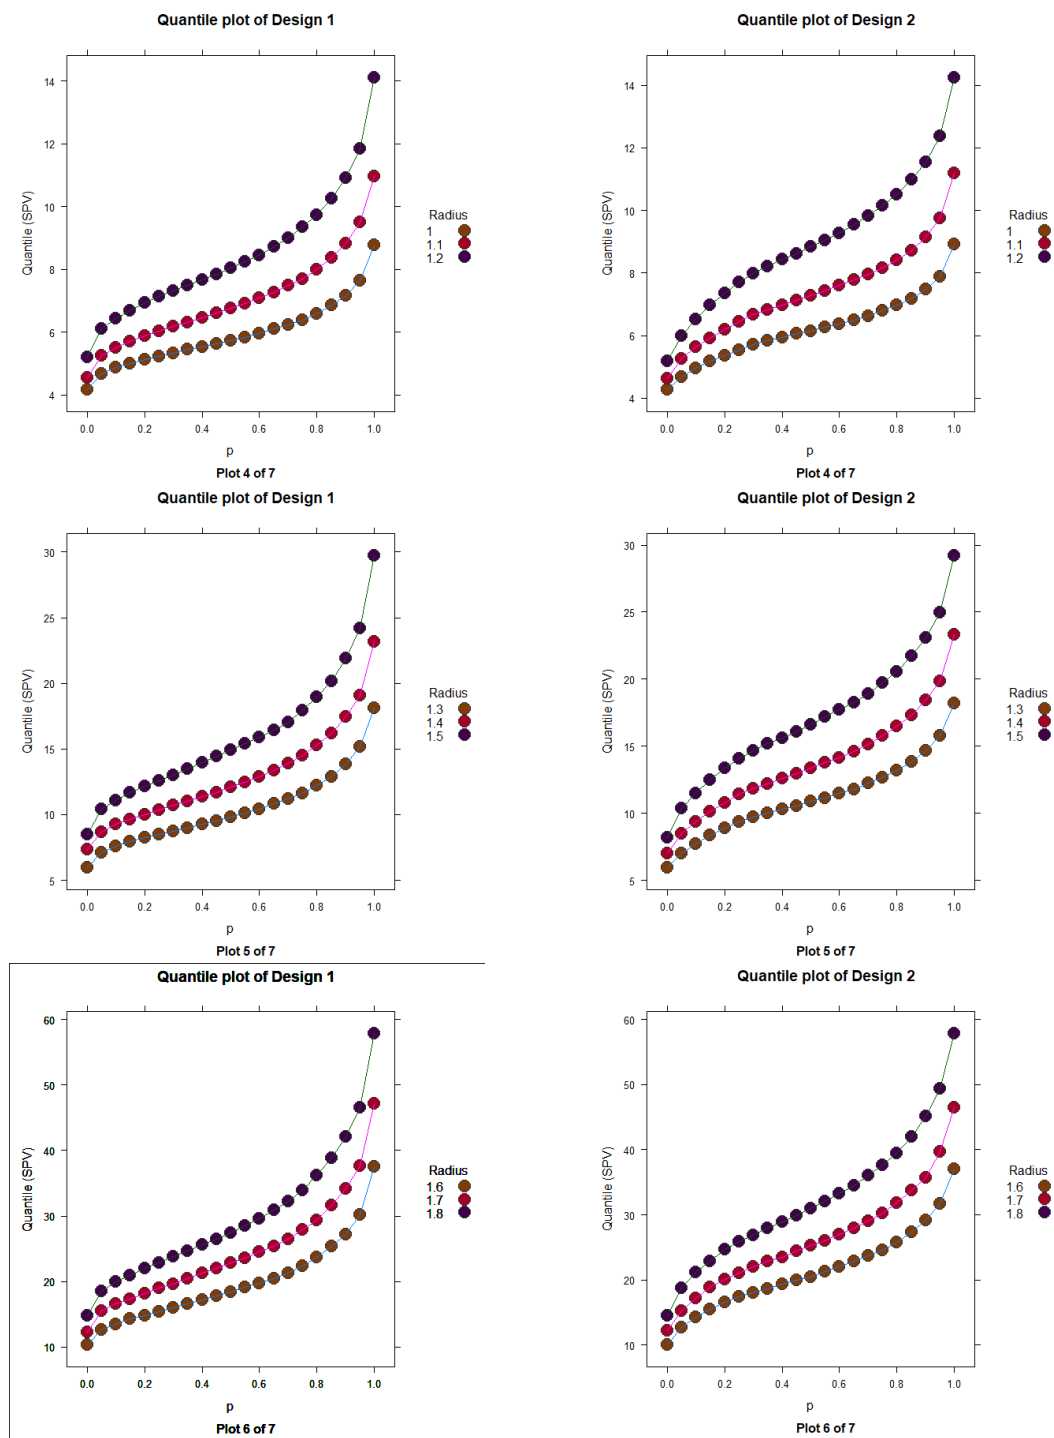 Quantile plot of Design 1
Quantile (SPV)
14
12
10
8
6
4
0.0 0.2 0.4 0.6 0.8 1.0
p
Radius
1
1.1
1.2
Plot 4 of 7
Quantile plot of Design 2
Quantile (SPV)
14
12
10
8
6
4
0.0 0.2 0.4 0.6 0.8 1.0
p
Radius
1
1.1
1.2
Plot 4 of 7
Quantile plot of Design 1
Quantile (SPV)
30
25
20
15
10
5
0.0 0.2 0.4 0.6 0.8 1.0
p
Radius
1.3
1.4
1.5
Plot 5 of 7
Quantile plot of Design 2
Quantile (SPV)
30
25
20
15
10
5
0.0 0.2 0.4 0.6 0.8 1.0
p
Radius
1.3
1.4
1.5
Plot 5 of 7
Quantile plot of Design 1
Quantile (SPV)
60
50
40
30
20
10
0.0 0.2 0.4 0.6 0.8 1.0
p
Radius
1.6
1.7
1.8
Plot 6 of 7
Quantile plot of Design 2
Quantile (SPV)
60
50
40
30
20
10
0.0 0.2 0.4 0.6 0.8 1.0
p
Radius
1.6
1.7
1.8
Plot 6 of 7